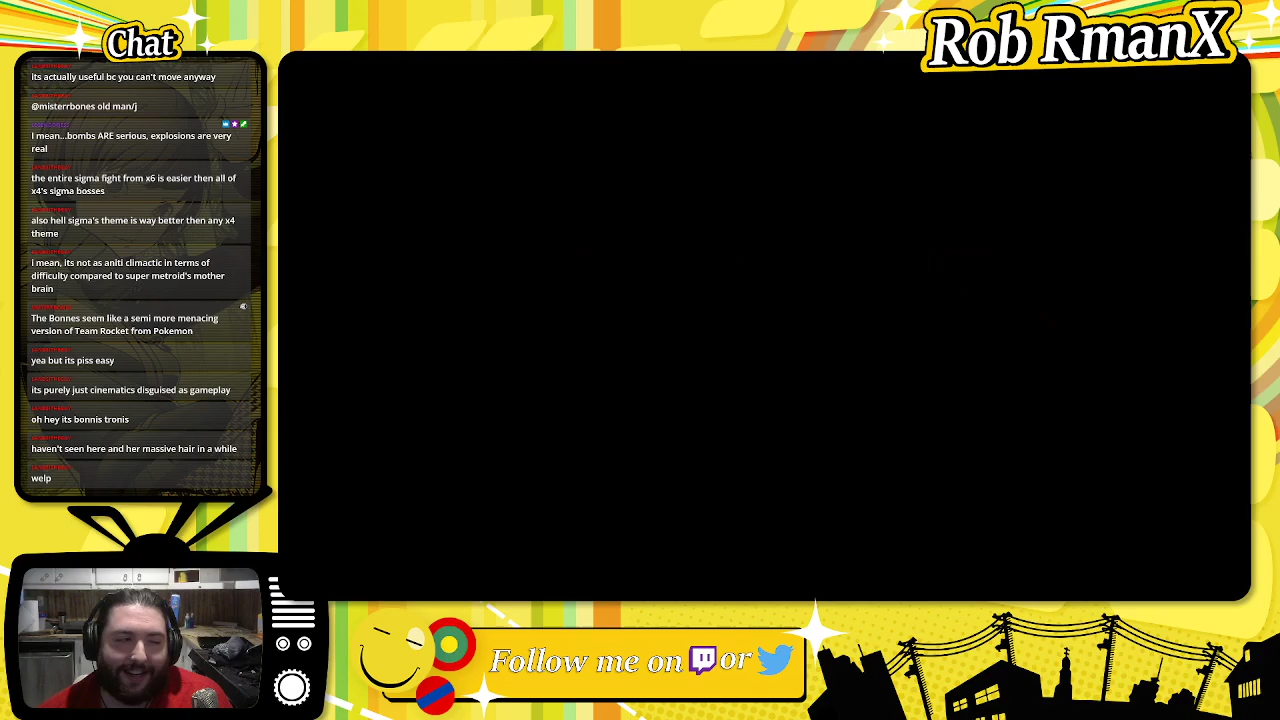 Chat
Rob RmanX
its actually useful bc you can't move anyway
@misterrbones old man/j
I mean...bombs ARE serious, explosions are very
real
the entire sigma fight from x6 is easier then all of
x4's sigma bosses
also hell sigma's theme is way better then any x4
theme
I mean, its not as aniti climactic in terms of
difficulty compared to super metroid's mother
brain
The Bonnes seem like a semi more menacing
version of Team Rocket from Pokemon
yea but its piss easy
its purely just cinematics disguised as gameplay
oh hey its bonnis tronis
haven't seen here and her massive hair in a while
welp
Follow me on or